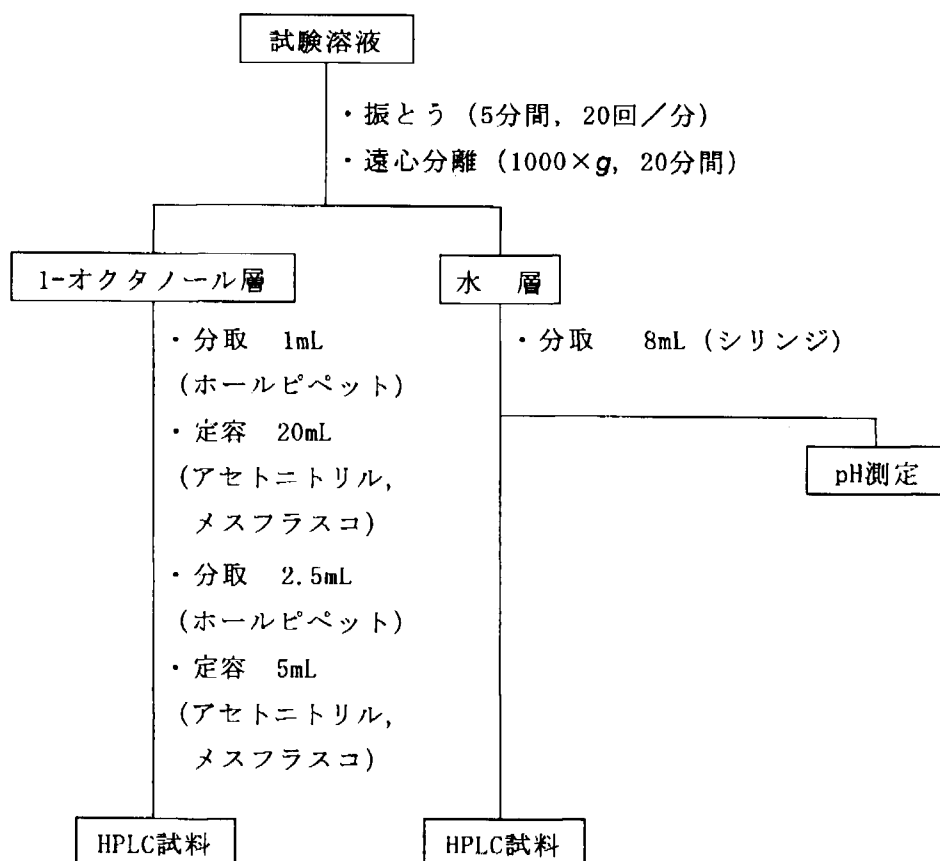 試験溶液
・振とう (5分間, 20回／分)
・遠心分離 (1000×g, 20分間)
1-オクタノール層
・分取 1mL
(ホールピペット)
・定容 20mL
(アセトニトリル,
メスフラスコ)
・分取 2.5mL
(ホールピペット)
・定容 5mL
(アセトニトリル,
メスフラスコ)
HPLC試料
水 層
・分取 8mL (シリンジ)
pH測定
HPLC試料